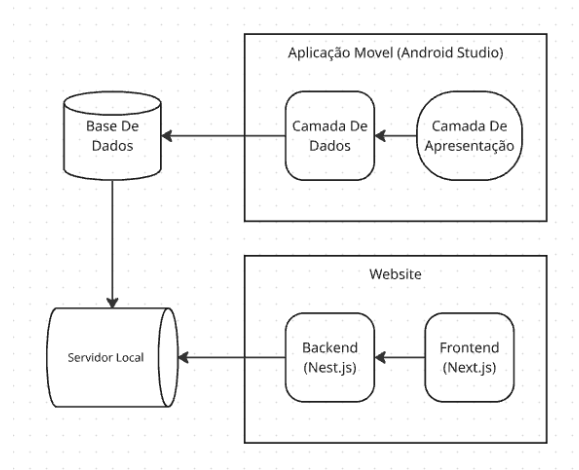 Aplicação Movel (Android Studio)
Base De
Dados
Camada De
Dados
Camada De
Apresentação
Website
Servidor Local
Backend
(Nest.js)
Frontend
(Next.js)